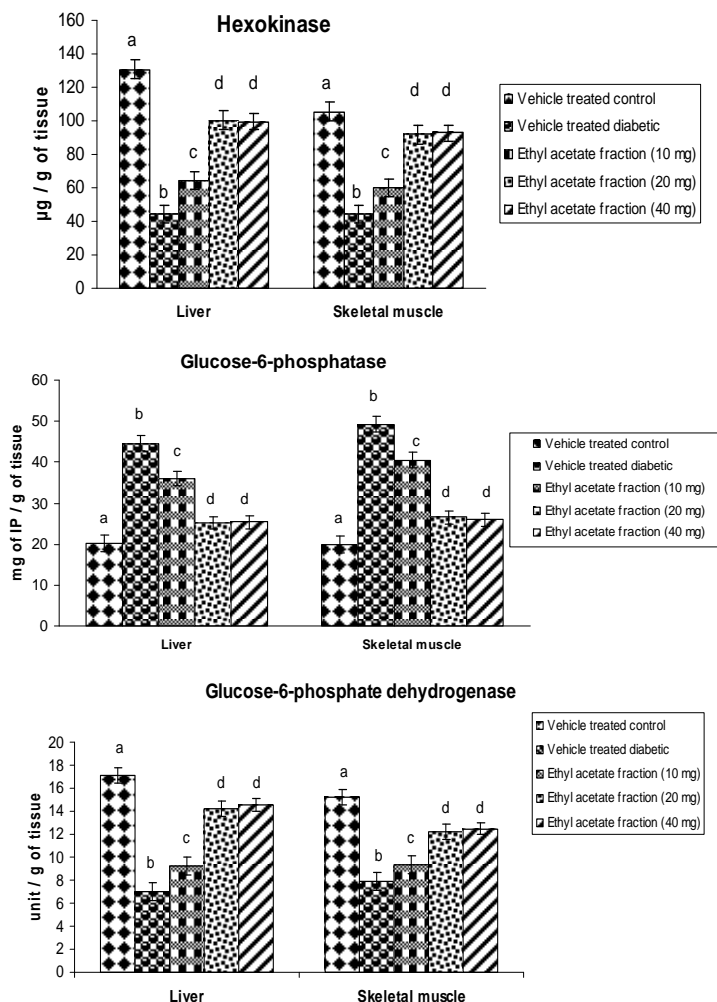 Hexokinase
160
140
120
100
80
60
40
20
0
µg / g of tissue
a
b
c
d
d
a
b
c
d
d
Liver
Skeletal muscle
Vehicle treated control
Vehicle treated diabetic
Ethyl acetate fraction (10 mg)
Ethyl acetate fraction (20 mg)
Ethyl acetate fraction (40 mg)
Glucose-6-phosphatase
60
50
40
30
20
10
0
mg of IP / g of tissue
a
b
c
d
d
a
b
c
d
d
Liver
Skeletal muscle
Vehicle treated control
Vehicle treated diabetic
Ethyl acetate fraction (10 mg)
Ethyl acetate fraction (20 mg)
Ethyl acetate fraction (40 mg)
Glucose-6-phosphate dehydrogenase
20
18
16
14
12
10
8
6
4
2
0
unit / g of tissue
a
b
c
d
d
a
b
c
d
d
Liver
Skeletal muscle
Vehicle treated control
Vehicle treated diabetic
Ethyl acetate fraction (10 mg)
Ethyl acetate fraction (20 mg)
Ethyl acetate fraction (40 mg)